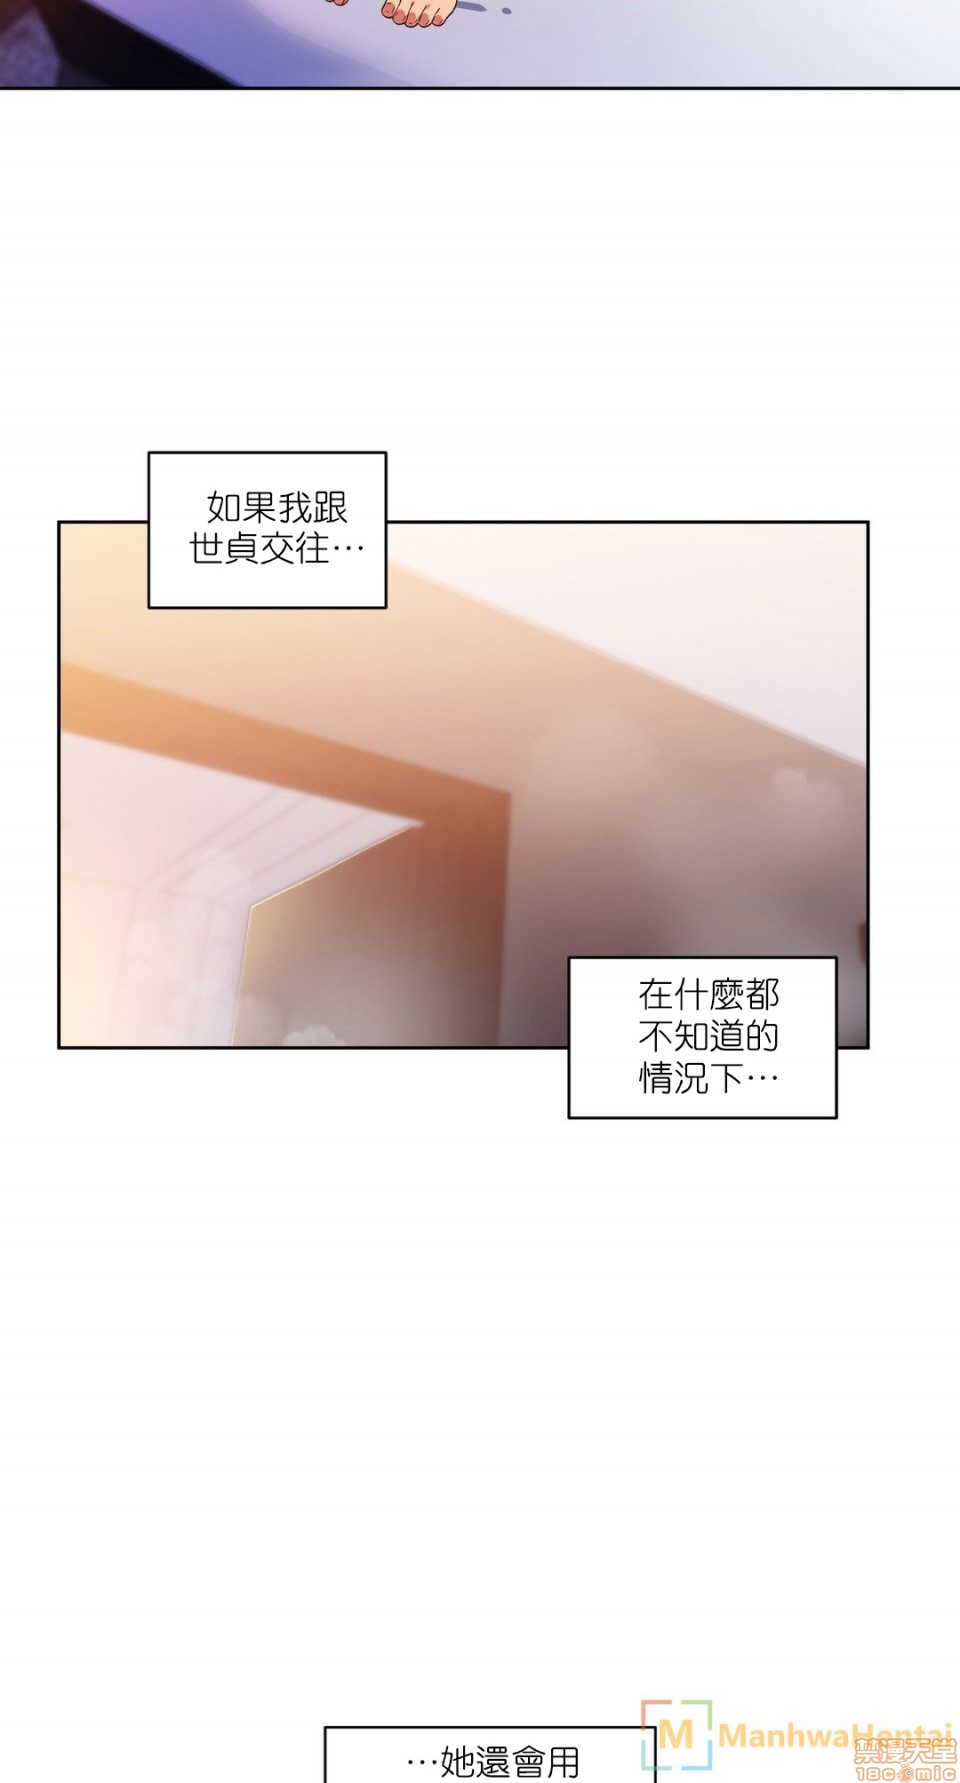 如果我跟
世貞交往…
在什麼都
不知道的
情況下…
…她還會用
M ManhwaHentai
禁漫天堂
18comic